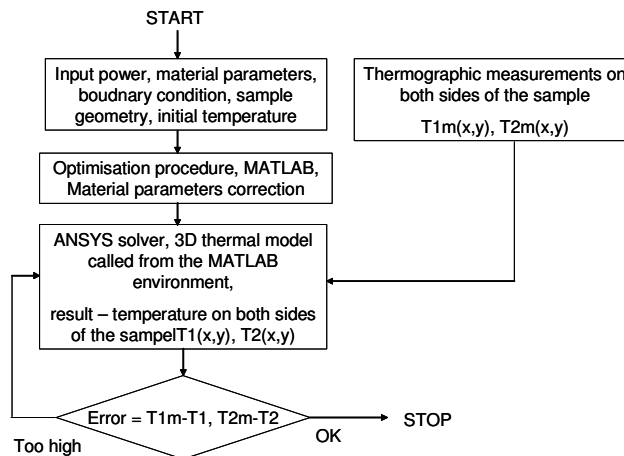 START
Input power, material parameters,
boudnary condition, sample
geometry, initial temperature
Thermographic measurements on
both sides of the sample
T1m(x,y), T2m(x,y)
Optimisation procedure, MATLAB,
Material parameters correction
ANSYS solver, 3D thermal model
called from the MATLAB
environment,
result – temperature on both sides
of the sampelT1(x,y), T2(x,y)
Error = T1m-T1, T2m-T2
STOP
OK
Too high